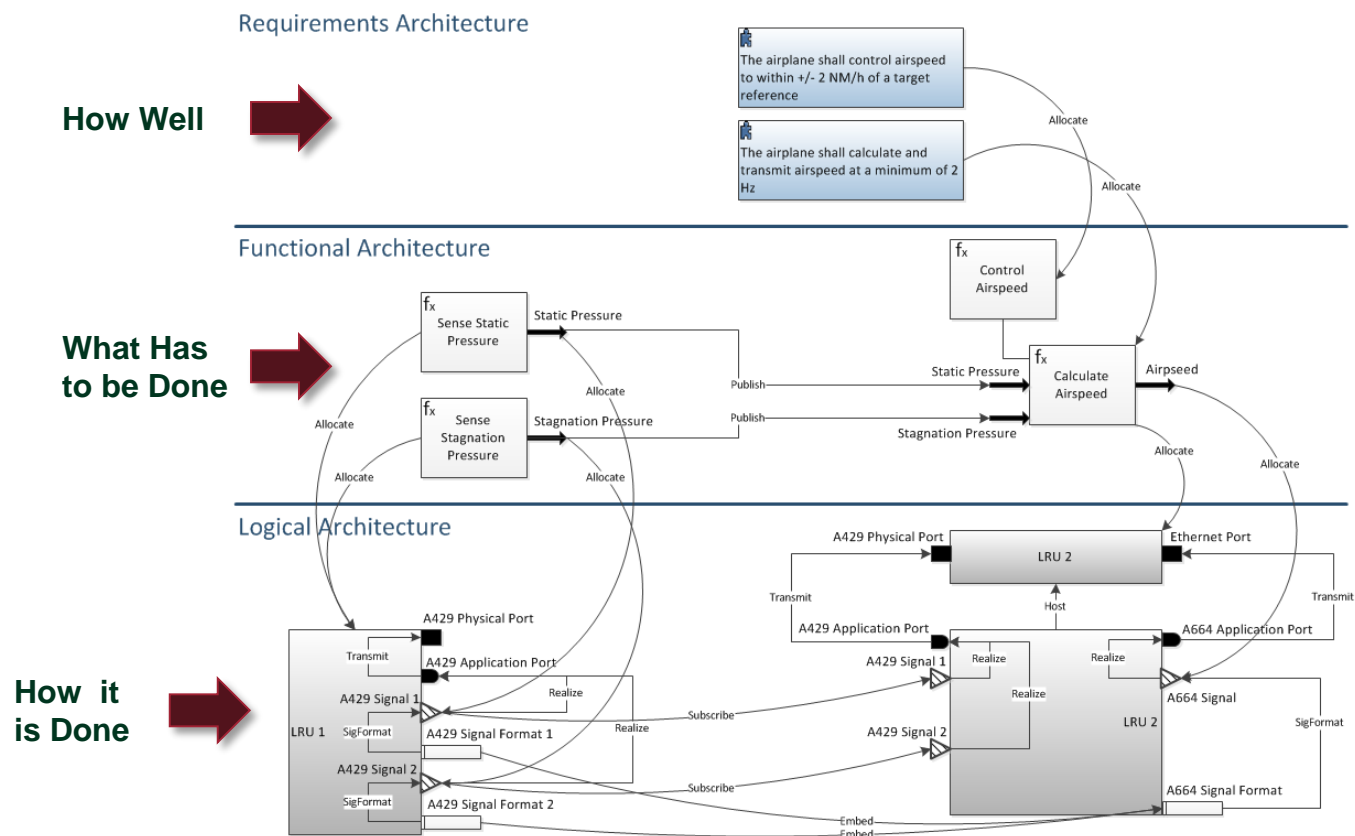 Requirements Architecture
How Well
The airplane shall control airspeed
to within +/- 2 NM/h of a target
reference
Allocate
The airplane shall calculate and
transmit airspeed at a minimum of 2
Hz
Allocate
Functional Architecture
What Has
to be Done
fx
Control
Airspeed
fx
Sense Static
Pressure
Static Pressure
Allocate
Publish
Static Pressure
fx
Calculate
Airspeed
Airpseed
fx
Sense
Stagnation
Pressure
Stagnation Pressure
Publish
Stagnation Pressure
Allocate
Allocate
Allocate
Allocate
Allocate
Logical Architecture
How it
is Done
A429 Physical Port
LRU 2
Ethernet Port
Transmit
Host
Transmit
A429 Physical Port
Transmit
A429 Application Port
A429 Signal 1
Realize
LRU 1
SigFormat
A429 Signal Format 1
Realize
A429 Signal 2
SigFormat
A429 Signal Format 2
A429 Application Port
A664 Application Port
A429 Signal 1
Realize
Realize
Realize
A664 Signal
Subscribe
A429 Signal 2
LRU 2
SigFormat
Subscribe
A664 Signal Format
Embed
Embed